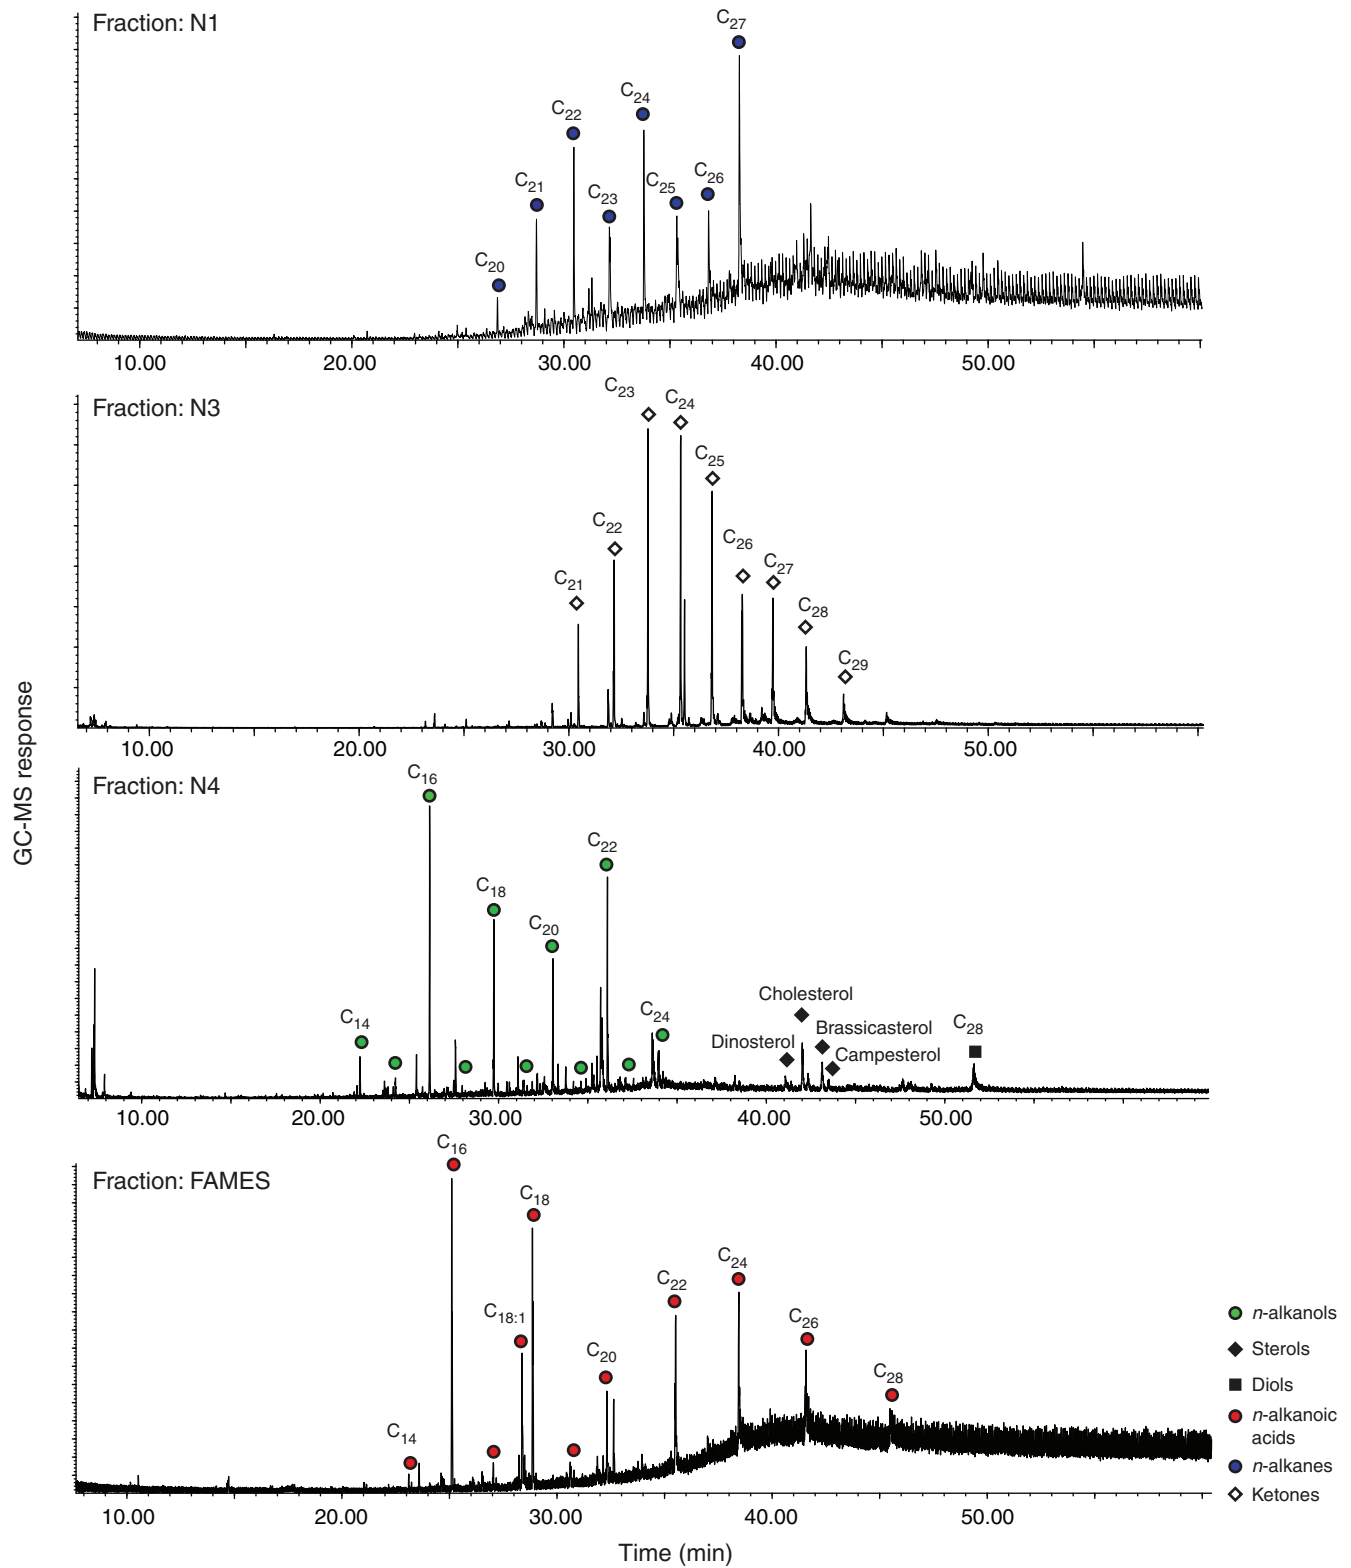 Fraction: N1
C27
C24
C22
C21
C23
C25
C26
C20
10.00 20.00 30.00 40.00 50.00
Fraction: N3
C23
C24
C25
C22
C26
C27
C21
C28
C29
10.00 20.00 30.00 40.00 50.00
GC-MS response
Fraction: N4
C16
C22
C18
C20
C14
C24
Cholesterol
Dinosterol
Brassicasterol
Campesterol
C28
10.00 20.00 30.00 40.00 50.00
Fraction: FAMES
C16
C18
C18:1
C20
C22
C24
C26
C28
C14
10.00 20.00 30.00 40.00 50.00
Time (min)
n-alkanols
Sterols
Diols
n-alkanoic
acids
n-alkanes
Ketones